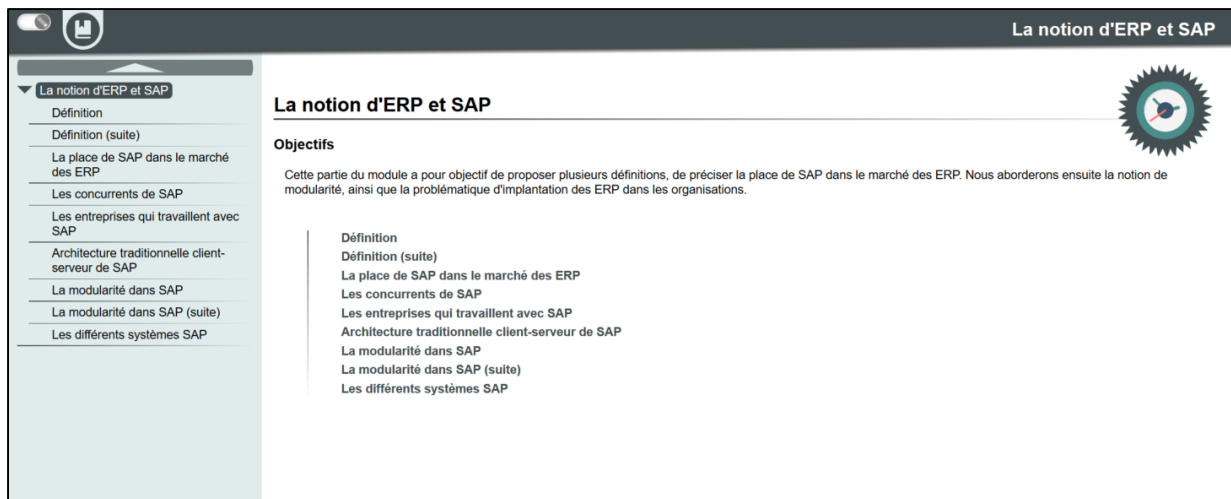 La notion d'ERP et SAP
La notion d'ERP et SAP
Définition
Définition (suite)
La place de SAP dans le marché
des ERP
Les concurrents de SAP
Les entreprises qui travaillent avec
SAP
Architecture traditionnelle client-
serveur de SAP
La modularité dans SAP
La modularité dans SAP (suite)
Les différents systèmes SAP
La notion d'ERP et SAP
Objectifs
Cette partie du module a pour objectif de proposer plusieurs définitions, de préciser la place de SAP dans le marché des ERP. Nous aborderons ensuite la notion de
modularité, ainsi que la problématique d'implantation des ERP dans les organisations.
Définition
Définition (suite)
La place de SAP dans le marché des ERP
Les concurrents de SAP
Les entreprises qui travaillent avec SAP
Architecture traditionnelle client-serveur de SAP
La modularité dans SAP
La modularité dans SAP (suite)
Les différents systèmes SAP